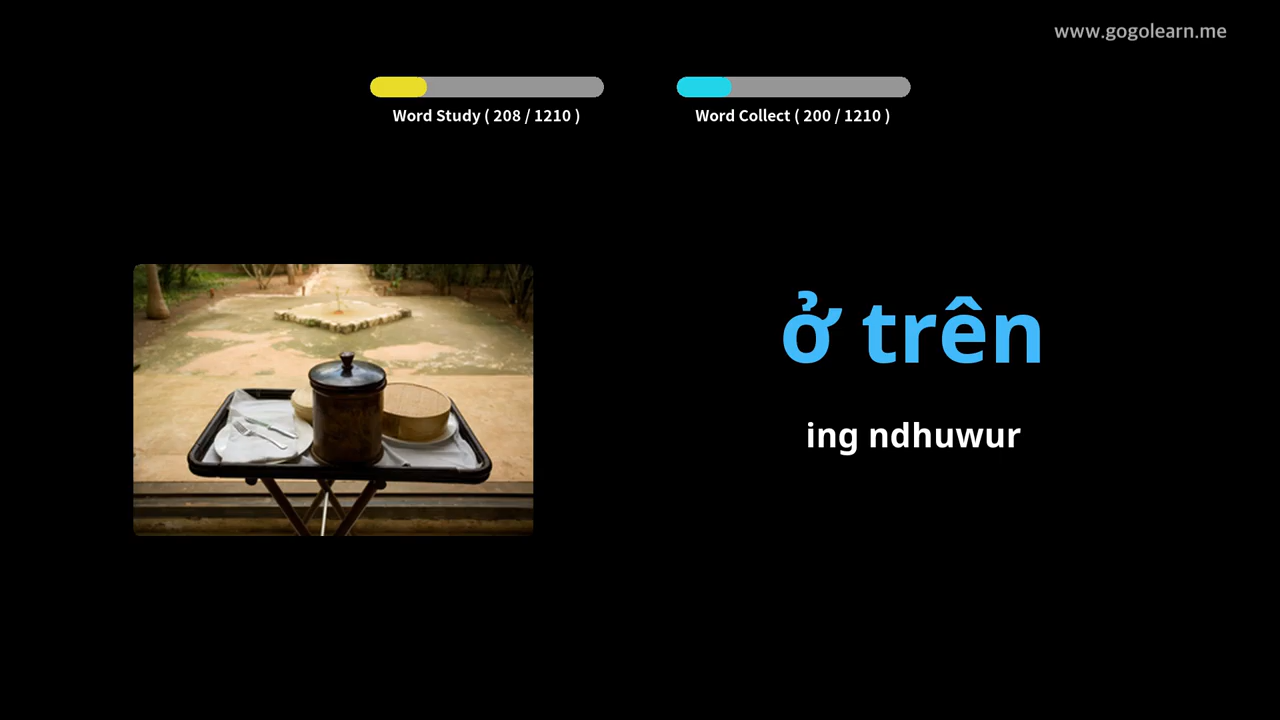 www.gogolearn.me
Word Study ( 208 / 1210 )
Word Collect ( 200 / 1210 )
ở trên
ing ndhuwur